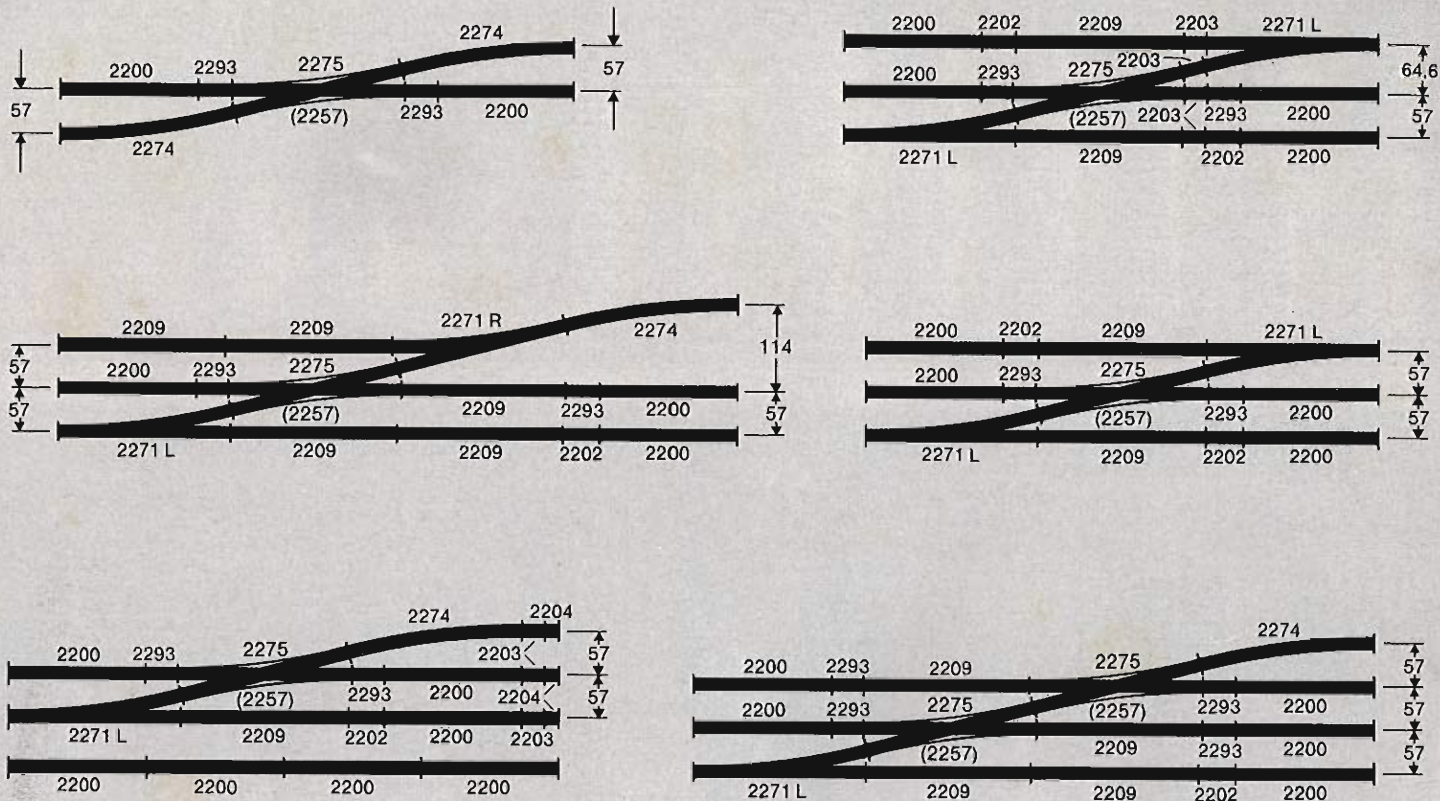 2274
2200 2293 2275 57
57 (2257) 2293 2200
2274
2200 2202 2209 2203 2271 L
2200 2293 2275 2203 64,6
(2257) 2203 2293 2200 57
2271 L 2209 2202 2200
2209 2209 2271 R 2274
57 2200 2293 2275 114
57 (2257) 2209 2293 2200 57
2271 L 2209 2209 2202 2200
2200 2202 2209 2271 L
2200 2293 2275 57
(2257) 2293 2200 57
2271 L 2209 2202 2200
2274 2204
2200 2293 2275 2203 57
(2257) 2293 2200 2204 57
2271 L 2209 2202 2200 2203
2200 2200 2200 2200
2274
2200 2293 2209 2275 57
2200 2293 2275 (2257) 2293 2200 57
(2257) 2209 2293 2200 57
2271 L 2209 2209 2202 2200